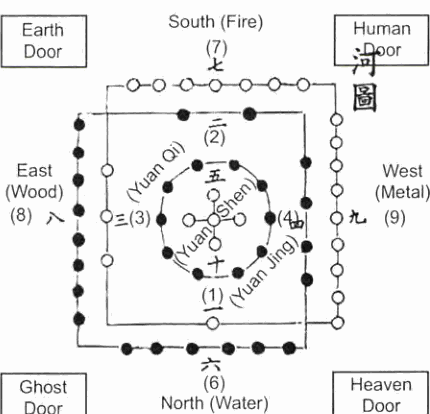 Earth
Door
South (Fire)
(7)
七
Human
Door
河
圖
二
(2)
East
(Wood)
(8) 八
West
(Metal)
九 (9)
(Yuan Qi)
五
三(3)
(Yuan Shen)
(4)四
十
(Yuan Jing)
(1)
一
六
(6)
North (Water)
Ghost
Door
Heaven
Door